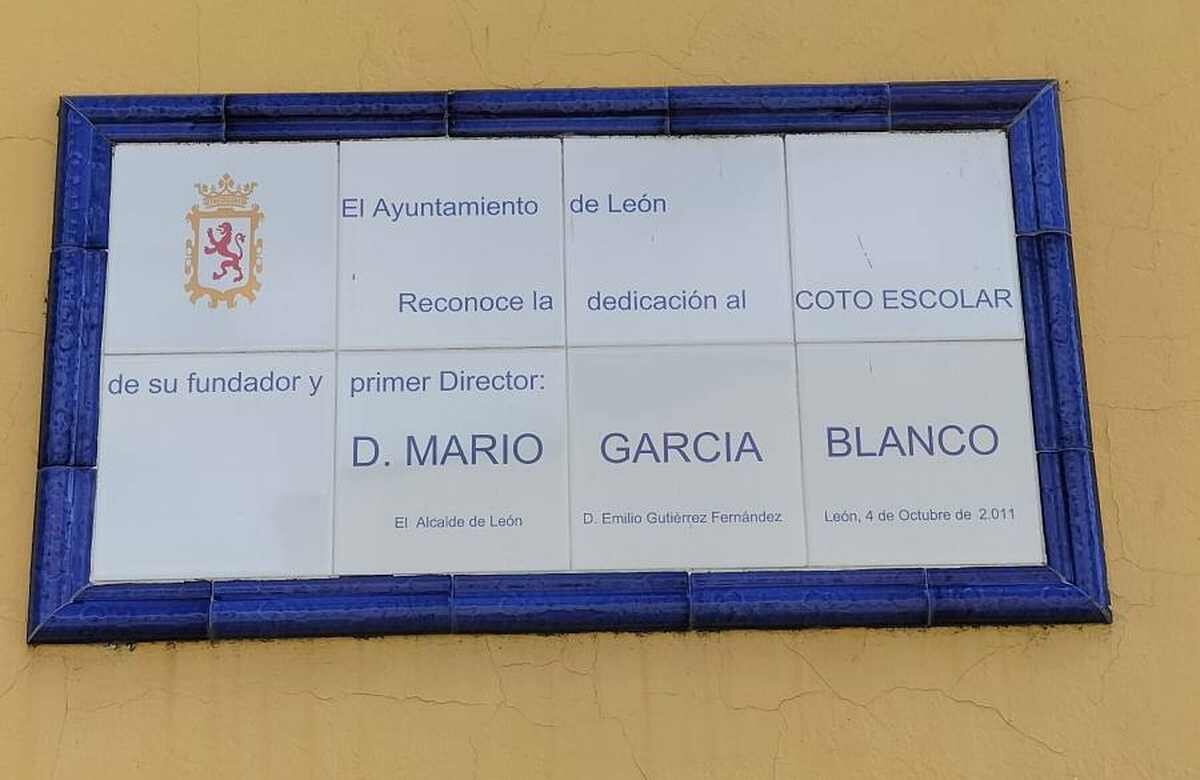 El Ayuntamiento de León
Reconoce la dedicación al COTO ESCOLAR
de su fundador y primer Director:
D. MARIO GARCIA BLANCO
El Alcalde de León D. Emilio Gutiérrez Fernández León, 4 de Octubre de 2.011